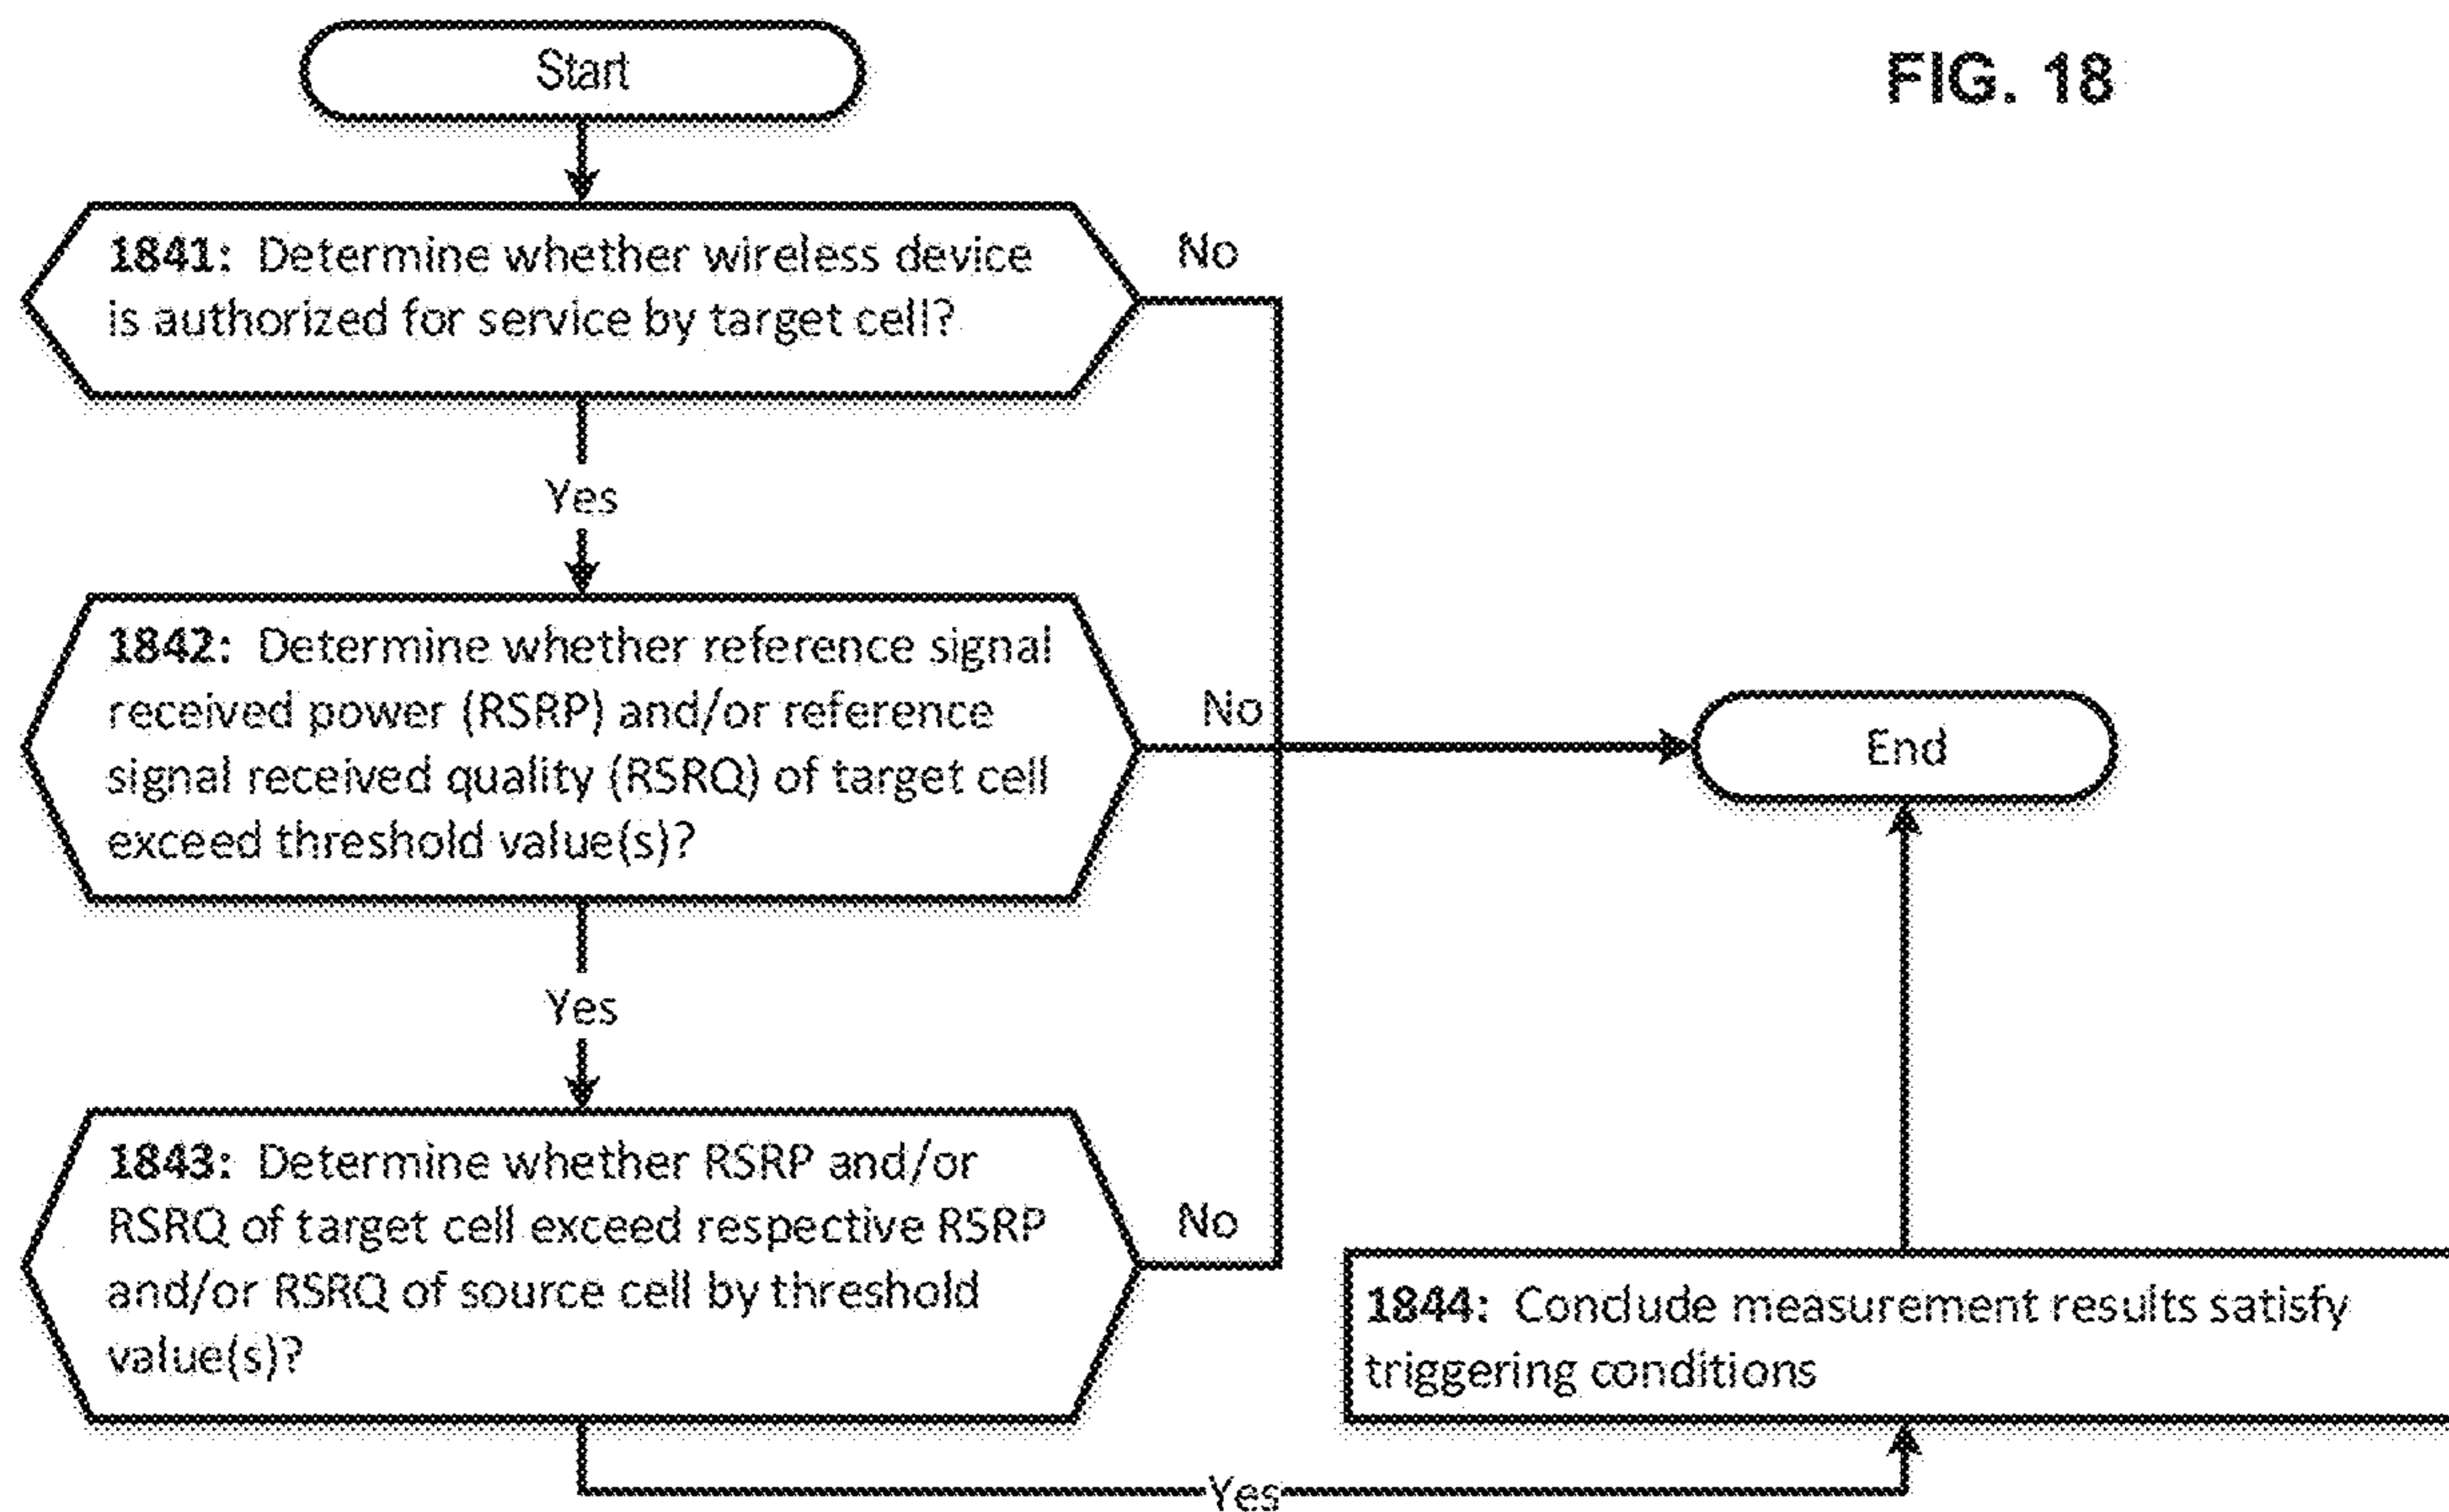 Start
FIG. 18
1841: Determine whether wireless device
is authorized for service by target cell?
No
Yes
1842: Determine whether reference signal
received power (RSRP) and/or reference
signal received quality (RSRQ) of target cell
exceed threshold value(s)?
No
End
Yes
1843: Determine whether RSRP and/or
RSRQ of target cell exceed respective RSRP
and/or RSRQ of source cell by threshold
value(s)?
No
1844: Conclude measurement results satisfy
triggering conditions
Yes